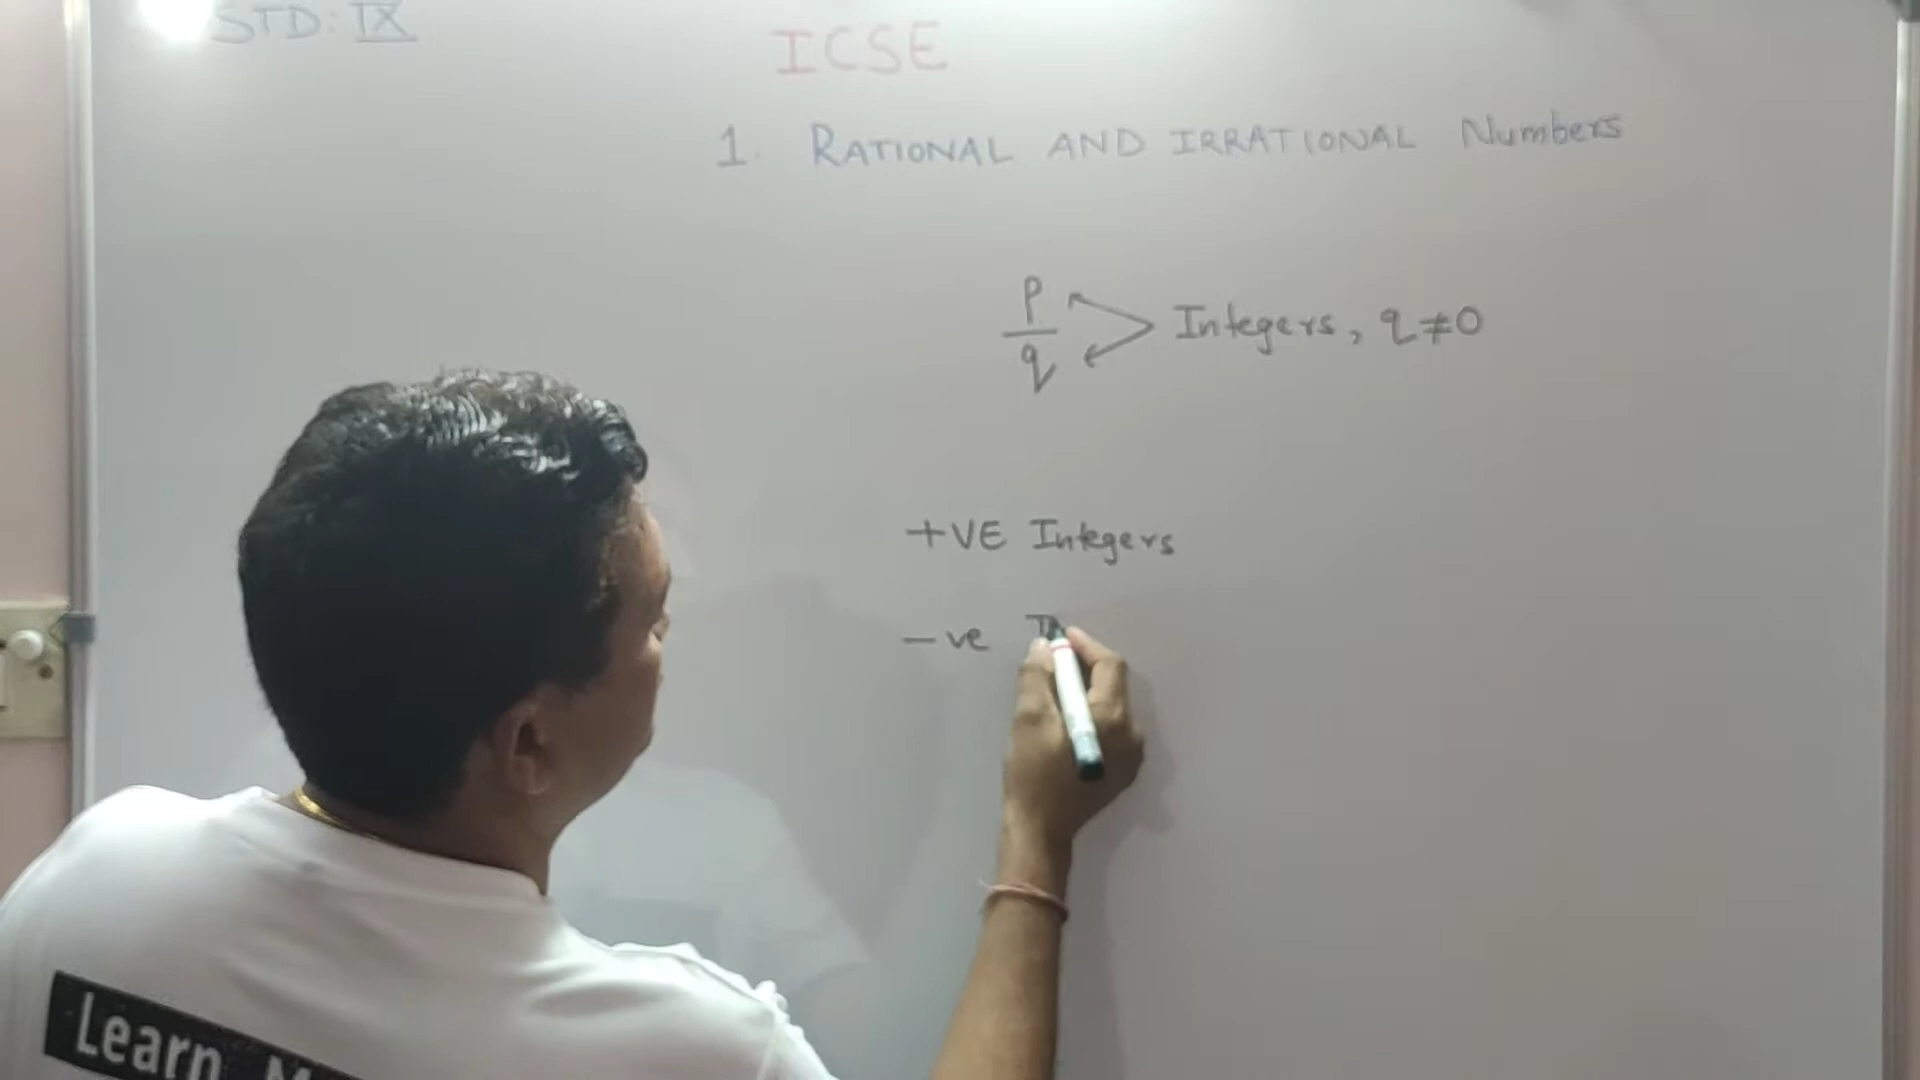 STD: IX
ICSE
1. RATIONAL AND IRRATIONAL Numbers
p
q
Integers, q≠0
+VE Integers
-ve I
Learn